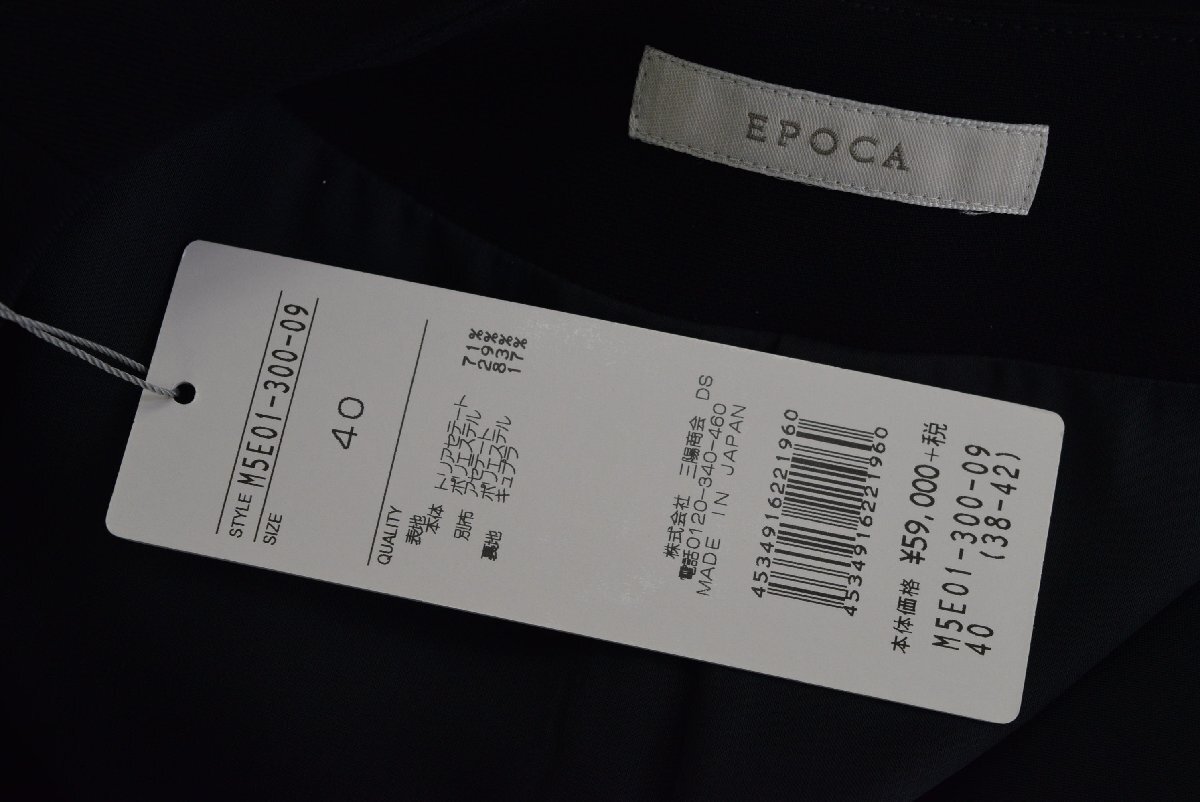 EPOCA
STYLE M5E01-300-09
SIZE 40
QUALITY
表地
本体 トリアセテート 71%
ポリエステル 29%
別布 アセテート 83%
ポリエステル 17%
裏地 キュプラ
株式会社 三陽商会 DS
電話0120-340-460
MADE IN JAPAN
4534916221960
4534916221960
本体価格 ¥59,000+税
M5E01-300-09
40 (38-42)